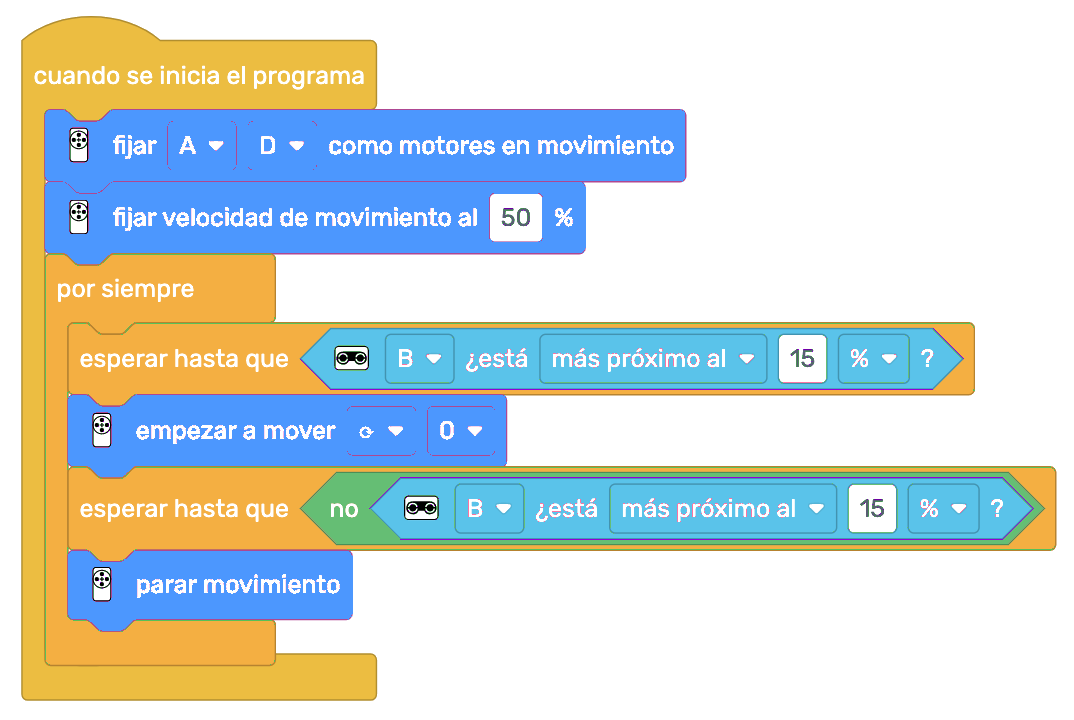 cuando se inicia el programa
fijar A D como motores en movimiento
fijar velocidad de movimiento al 50 %
por siempre
esperar hasta que B ¿está más próximo al 15 % ?
empezar a mover 0
esperar hasta que no B ¿está más próximo al 15 % ?
parar movimiento